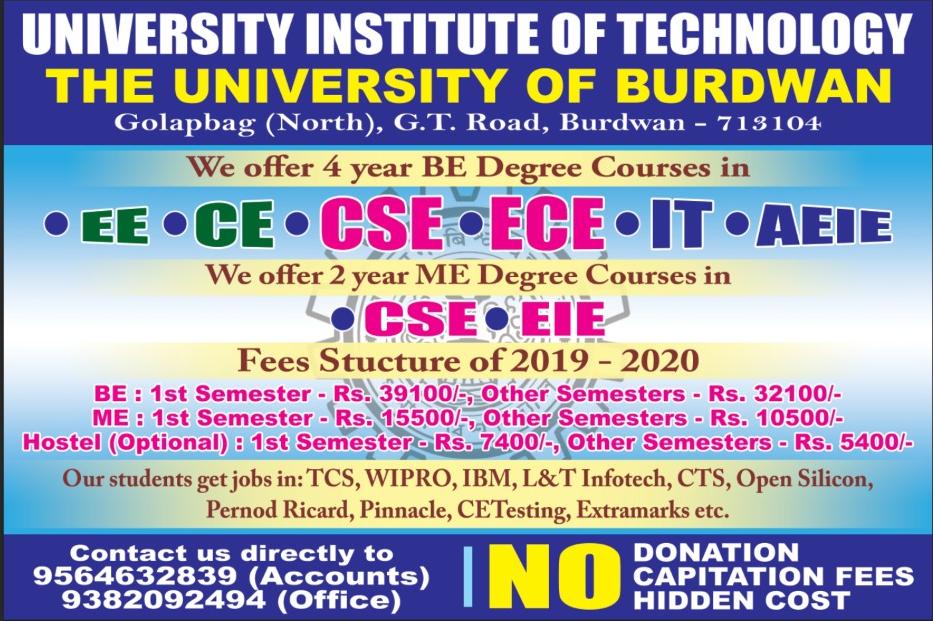 UNIVERSITY INSTITUTE OF TECHNOLOGY
THE UNIVERSITY OF BURDWAN
Golapbag (North), G.T. Road, Burdwan - 713104
We offer 4 year BE Degree Courses in
• EE • CE • CSE • ECE • IT • AEIE
We offer 2 year ME Degree Courses in
• CSE • EIE
Fees Stucture of 2019 - 2020
BE : 1st Semester - Rs. 39100/-, Other Semesters - Rs. 32100/-
ME : 1st Semester - Rs. 15500/-, Other Semesters - Rs. 10500/-
Hostel (Optional) : 1st Semester - Rs. 7400/-, Other Semesters - Rs. 5400/-
Our students get jobs in: TCS, WIPRO, IBM, L&T Infotech, CTS, Open Silicon,
Pernod Ricard, Pinnacle, CETesting, Extramarks etc.
Contact us directly to
9564632839 (Accounts)
9382092494 (Office)
NO
DONATION
CAPITATION FEES
HIDDEN COST